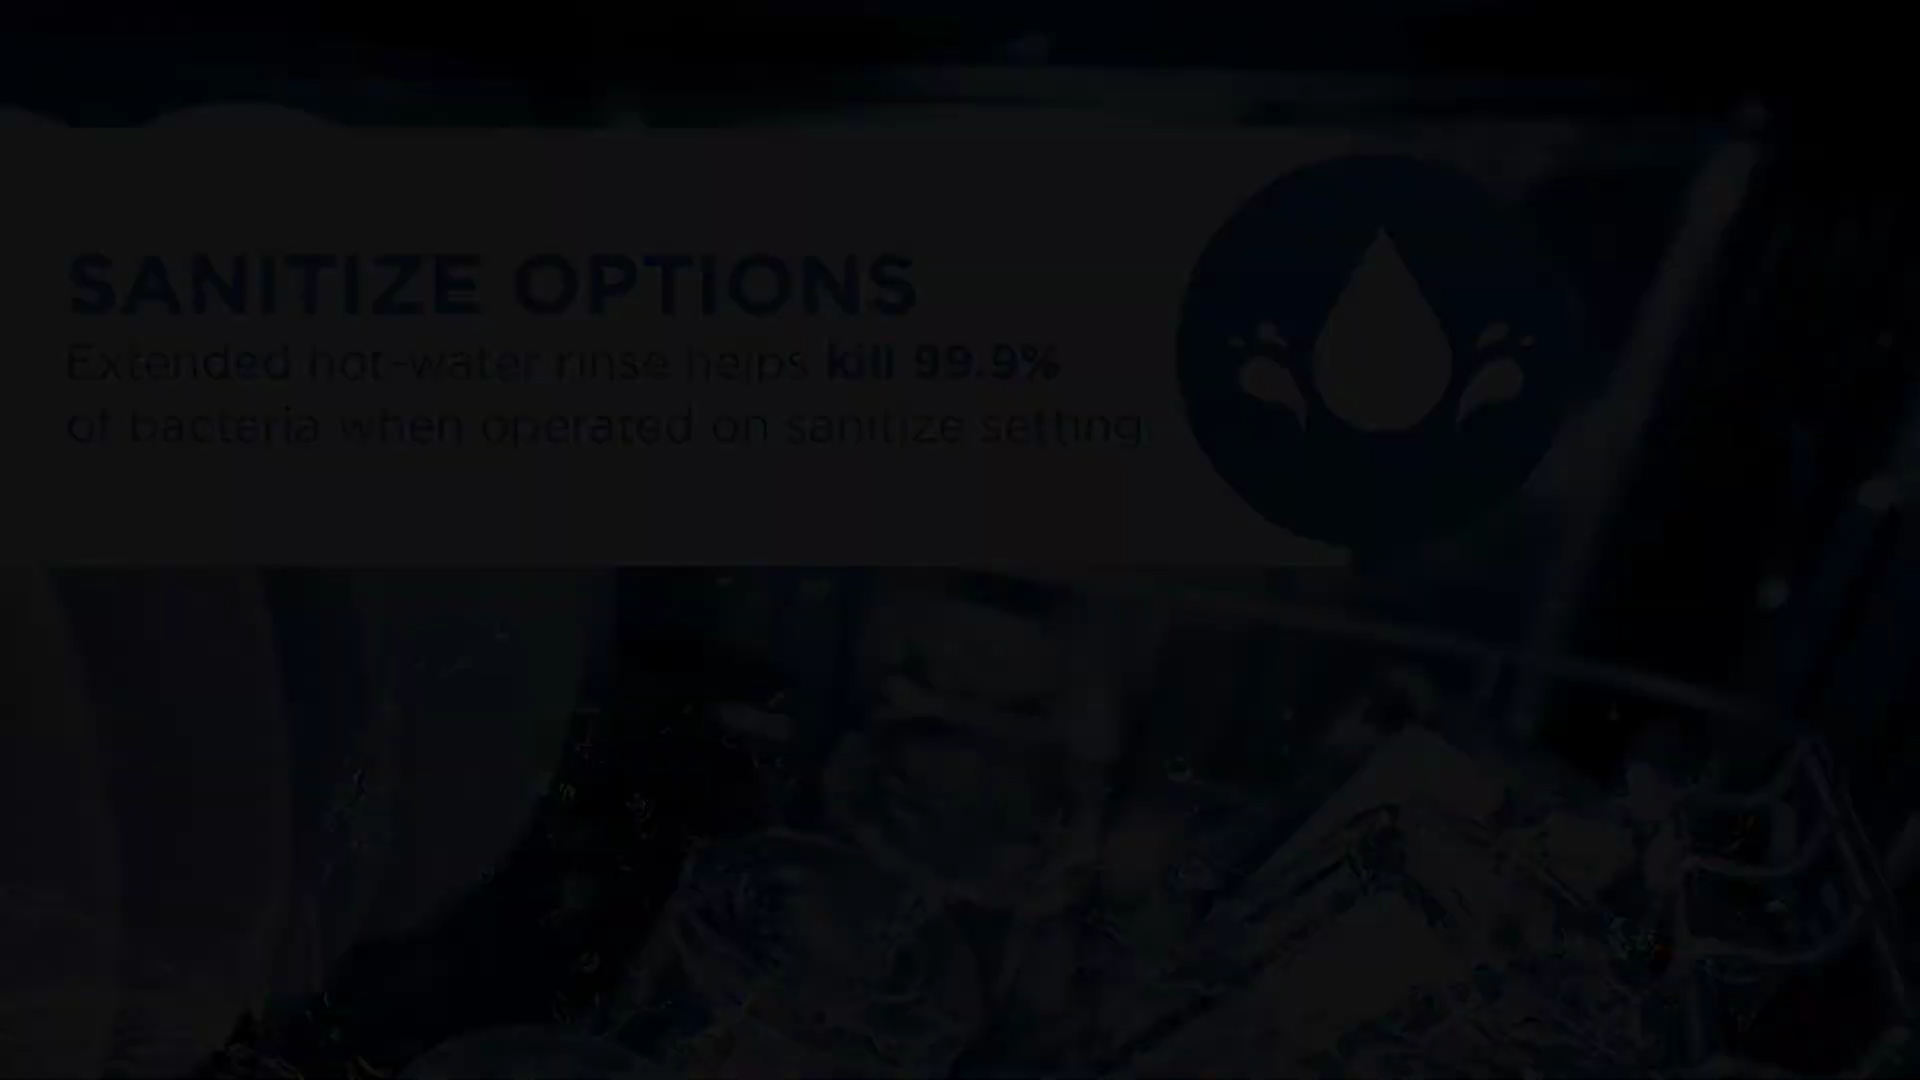 SANITIZE OPTIONS
Extended hot-water rinse helps kill 99.9%
of bacteria when operated on sanitize setting.